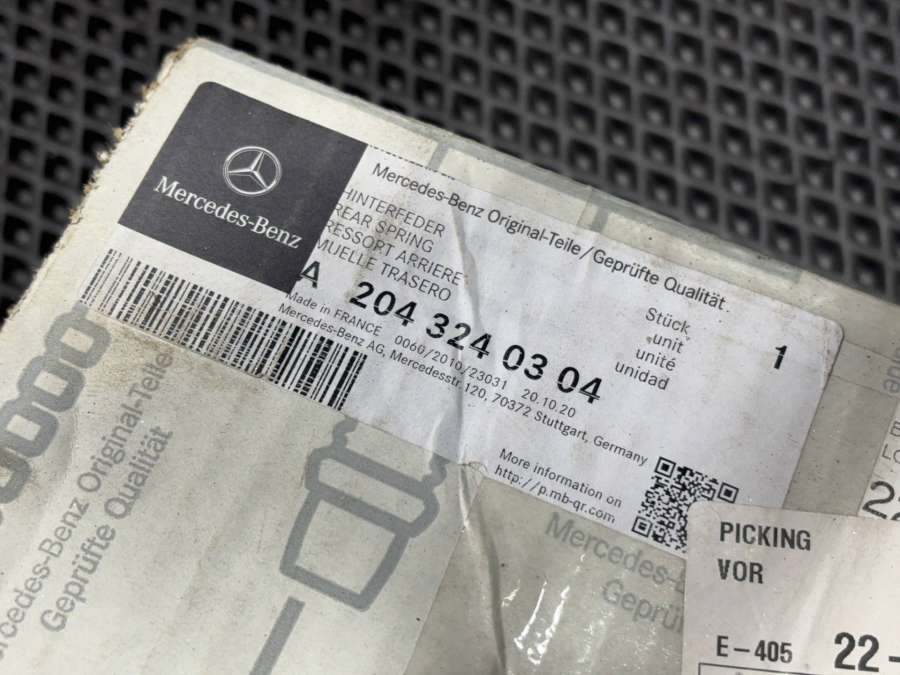 Mercedes-Benz
Mercedes-Benz Original-Teile/Geprüfte Qualität
HINTERFEDER
REAR SPRING
RESSORT ARRIERE
MUELLE TRASERO
A 204 324 03 04
Made in FRANCE 0060/2010/23031 20.10.20
Mercedes-Benz AG, Mercedesstr.120, 70372 Stuttgart, Germany
Stück
unit
unité
unidad
1
More information on
http://p.mb-qr.com
Mercedes-Benz Original-Teile
Geprüfte Qualität
Mercedes-
Geprüf
PICKING
VOR
E-405 22-